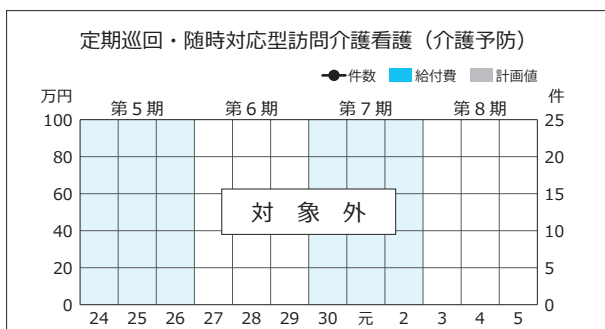 定期巡回・随時対応型訪問介護看護（介護予防）
件数 給付費 計画値
万円 第5期 第6期 第7期 第8期 件
100 25
80 20
60 15
対 象 外
40 10
20 5
0 0
24 25 26 27 28 29 30 元 2 3 4 5